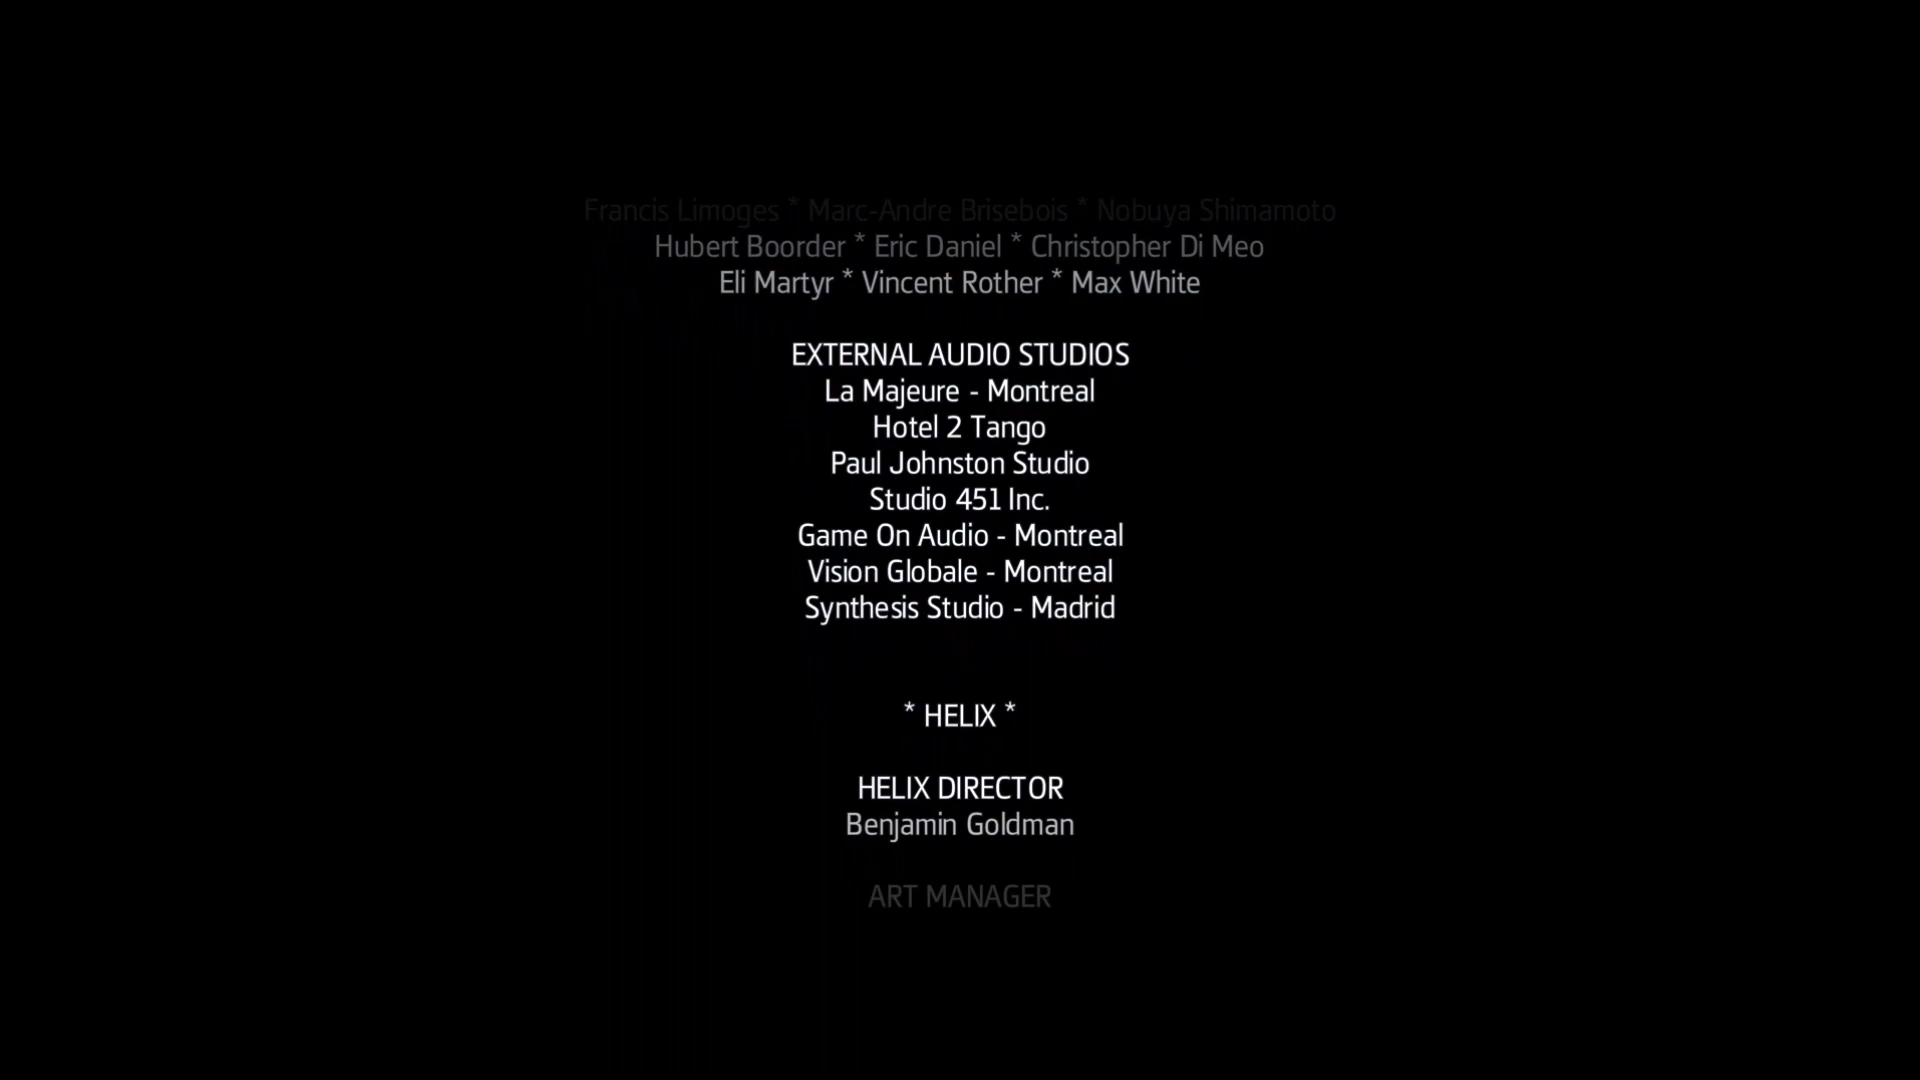 Francis Limoges * Marc-Andre Brisebois * Nobuya Shimamoto
Hubert Boorder * Eric Daniel * Christopher Di Meo
Eli Martyr * Vincent Rother * Max White
EXTERNAL AUDIO STUDIOS
La Majeure - Montreal
Hotel 2 Tango
Paul Johnston Studio
Studio 451 Inc.
Game On Audio - Montreal
Vision Globale - Montreal
Synthesis Studio - Madrid
* HELIX *
HELIX DIRECTOR
Benjamin Goldman
ART MANAGER